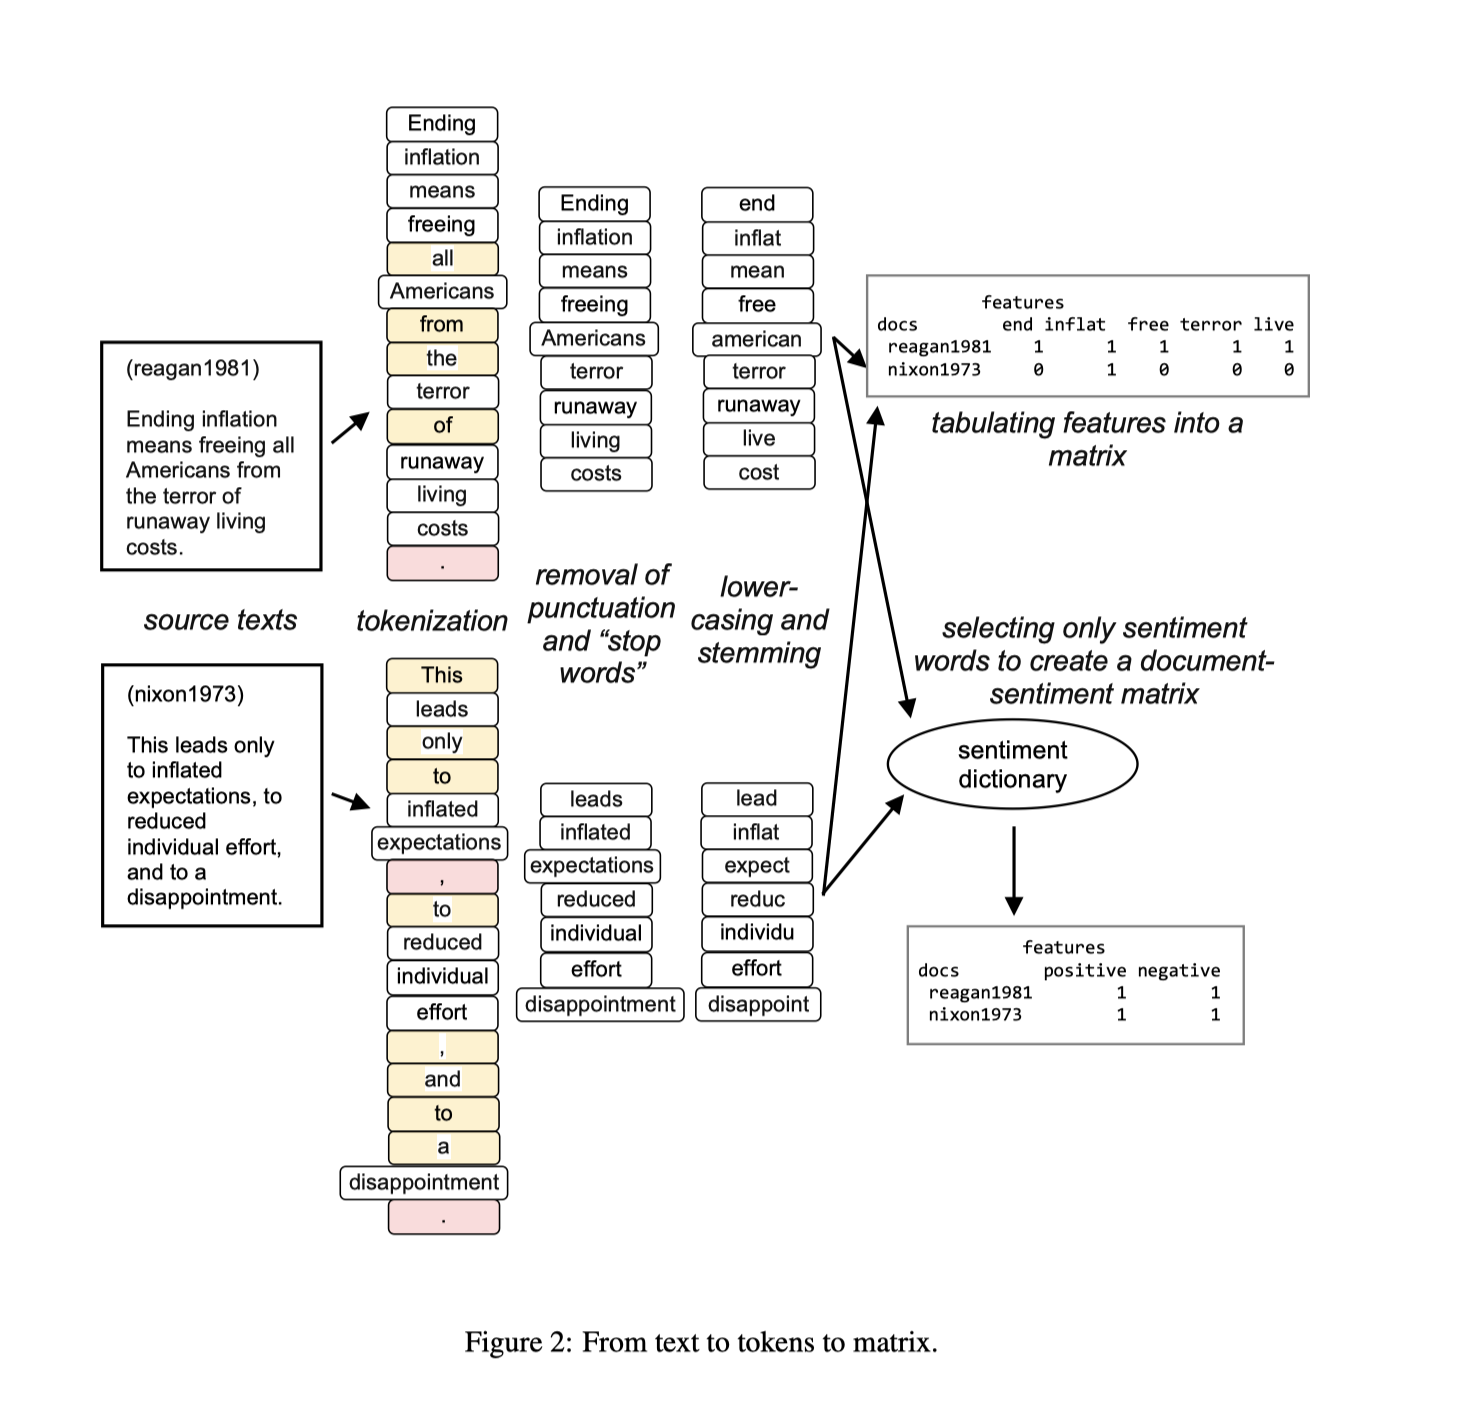 (reagan1981)
Ending inflation
means freeing all
Americans from
the terror of
runaway living
costs.
source texts
(nixon1973)
This leads only
to inflated
expectations, to
reduced
individual effort,
and to a
disappointment.
Ending
inflation
means
freeing
all
Americans
from
the
terror
of
runaway
living
costs
.
tokenization
This
leads
only
to
inflated
expectations
,
to
reduced
individual
effort
,
and
to
a
disappointment
.
Ending
inflation
means
freeing
Americans
terror
runaway
living
costs
removal of
punctuation
and “stop
words”
leads
inflated
expectations
reduced
individual
effort
disappointment
end
inflat
mean
free
american
terror
runaway
live
cost
lower-
casing and
stemming
lead
inflat
expect
reduc
individu
effort
disappoint
features
docs end inflat free terror live
reagan1981 1 1 1 1 1
nixon1973 0 1 0 0 0
tabulating features into a
matrix
selecting only sentiment
words to create a document-
sentiment matrix
sentiment
dictionary
features
docs positive negative
reagan1981 1 1
nixon1973 1 1
Figure 2: From text to tokens to matrix.